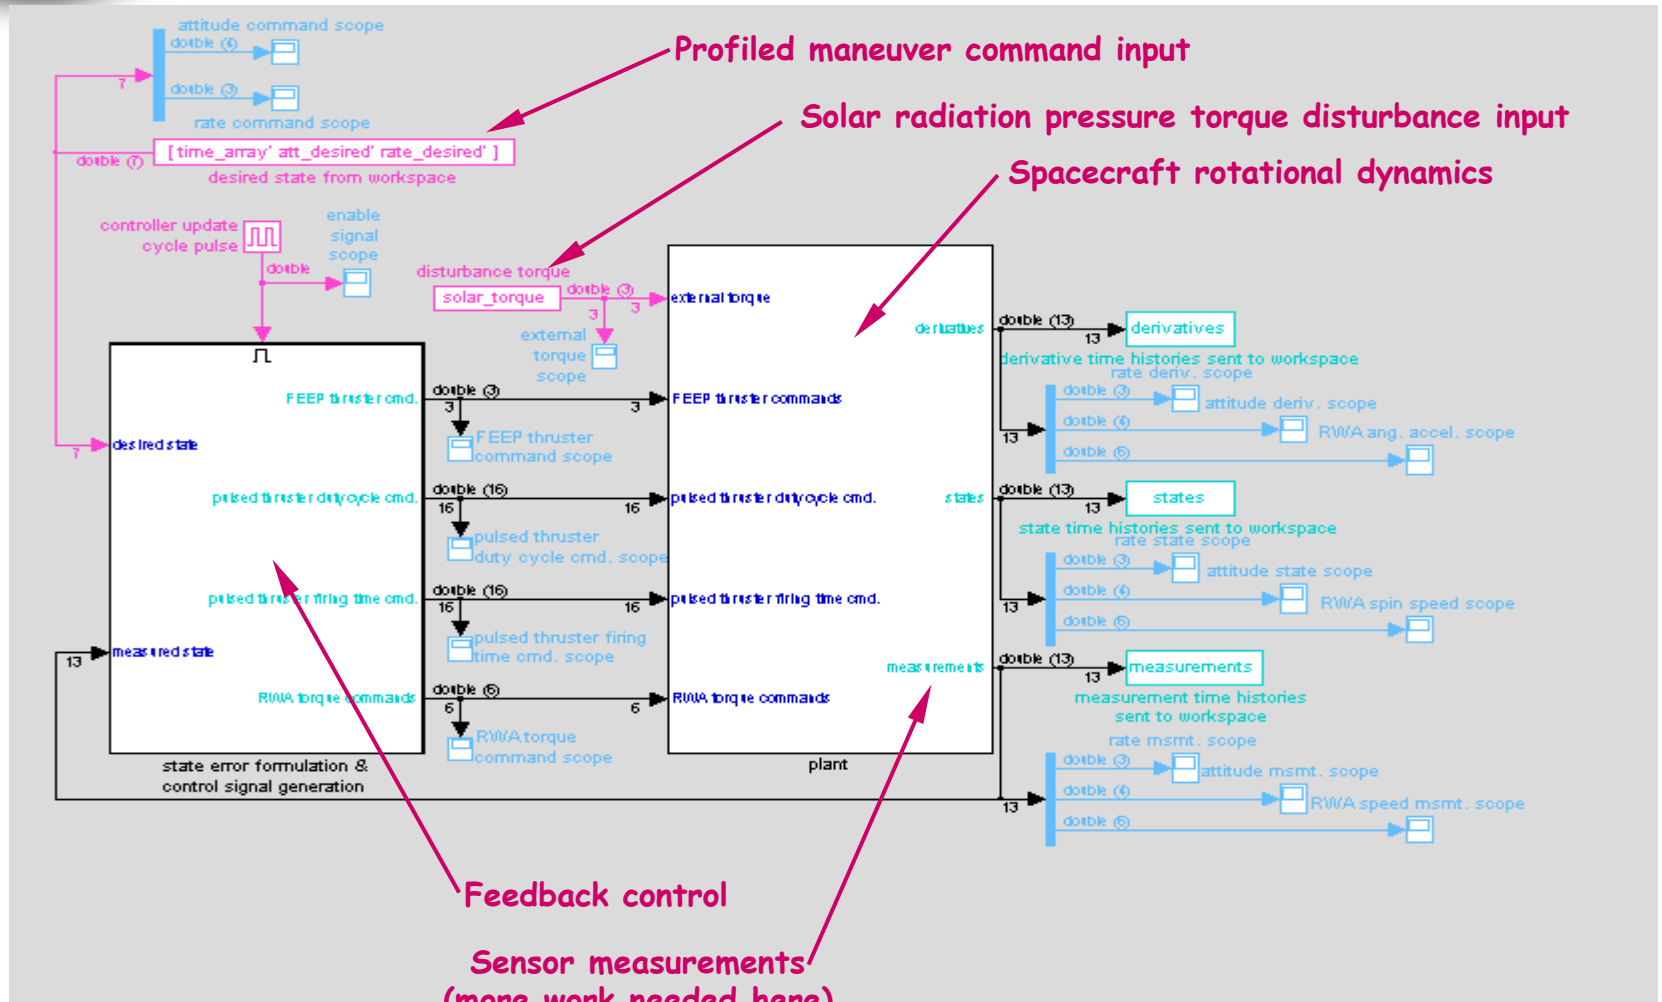 attitude command scope
double (4)
7
double (3)
rate command scope
double (7)
[ time_array' att_desired' rate_desired' ]
desired state from workspace
Profiled maneuver command input
Solar radiation pressure torque disturbance input
Spacecraft rotational dynamics
controller update
cycle pulse
enable
signal
scope
double
disturbance torque
solar_torque
double (3)
3
3
external
torque
scope
external torque
derivatives
double (13)
13
derivatives
derivative time histories sent to workspace
rate deriv. scope
double (3)
attitude deriv. scope
double (4)
RWA ang. accel. scope
13
double (6)
FEEP thruster cmd.
double (3)
3
3
FEEP thruster commands
FEEP thruster
command scope
7
desired state
pulsed thruster duty cycle cmd.
double (16)
16
16
pulsed thruster duty cycle cmd.
pulsed thruster
duty cycle cmd. scope
states
double (13)
13
states
state time histories sent to workspace
rate state scope
double (3)
attitude state scope
double (4)
RWA spin speed scope
13
double (6)
pulsed thruster firing time cmd.
double (16)
16
16
pulsed thruster firing time cmd.
pulsed thruster firing
time cmd. scope
13
measured state
measurements
double (13)
13
measurements
measurement time histories
sent to workspace
RWA torque commands
double (6)
6
6
RWA torque commands
RWA torque
command scope
rate msmt. scope
double (3)
attitude msmt. scope
double (4)
RWA speed msmt. scope
13
double (6)
state error formulation &
control signal generation
plant
Feedback control
Sensor measurements
(more work needed here)